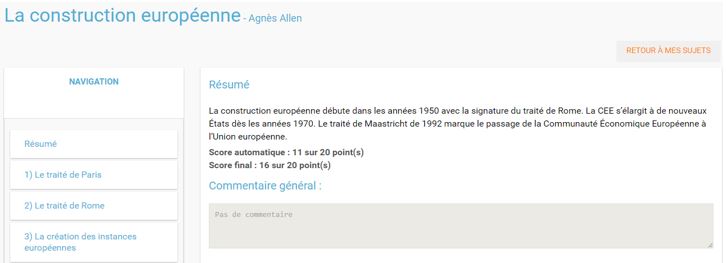 La construction européenne - Agnès Allen
RETOUR À MES SUJETS
NAVIGATION
Résumé
1) Le traité de Paris
2) Le traité de Rome
3) La création des instances
européennes
Résumé
La construction européenne débute dans les années 1950 avec la signature du traité de Rome. La CEE s'élargit à de nouveaux
États dès les années 1970. Le traité de Maastricht de 1992 marque le passage de la Communauté Économique Européenne à
l'Union européenne.
Score automatique : 11 sur 20 point(s)
Score final : 16 sur 20 point(s)
Commentaire général :
Pas de commentaire